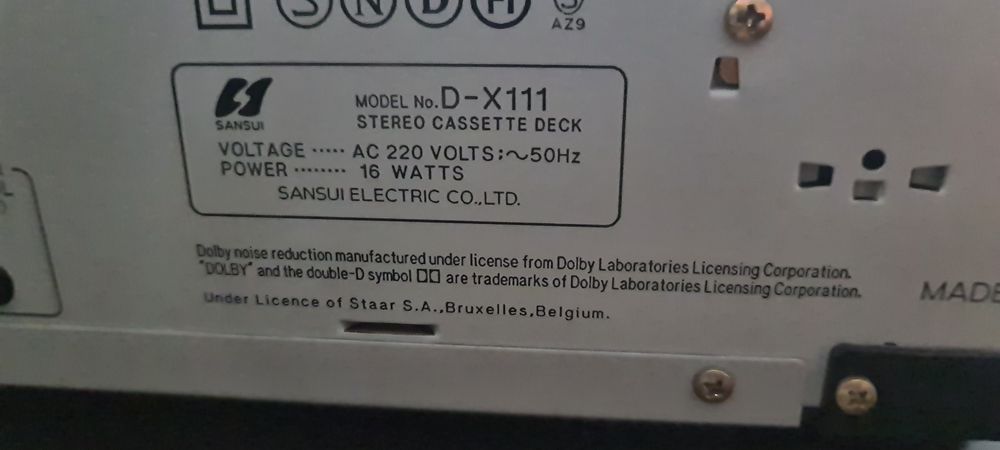 S N D H S
AZ9
SANSUI
MODEL No. D-X111
STEREO CASSETTE DECK
VOLTAGE ····· AC 220 VOLTS;~50Hz
POWER ········ 16 WATTS
SANSUI ELECTRIC CO.,LTD.
Dolby noise reduction manufactured under license from Dolby Laboratories Licensing Corporation.
"DOLBY" and the double-D symbol are trademarks of Dolby Laboratories Licensing Corporation.
Under Licence of Staar S.A.,Bruxelles,Belgium.
MADE